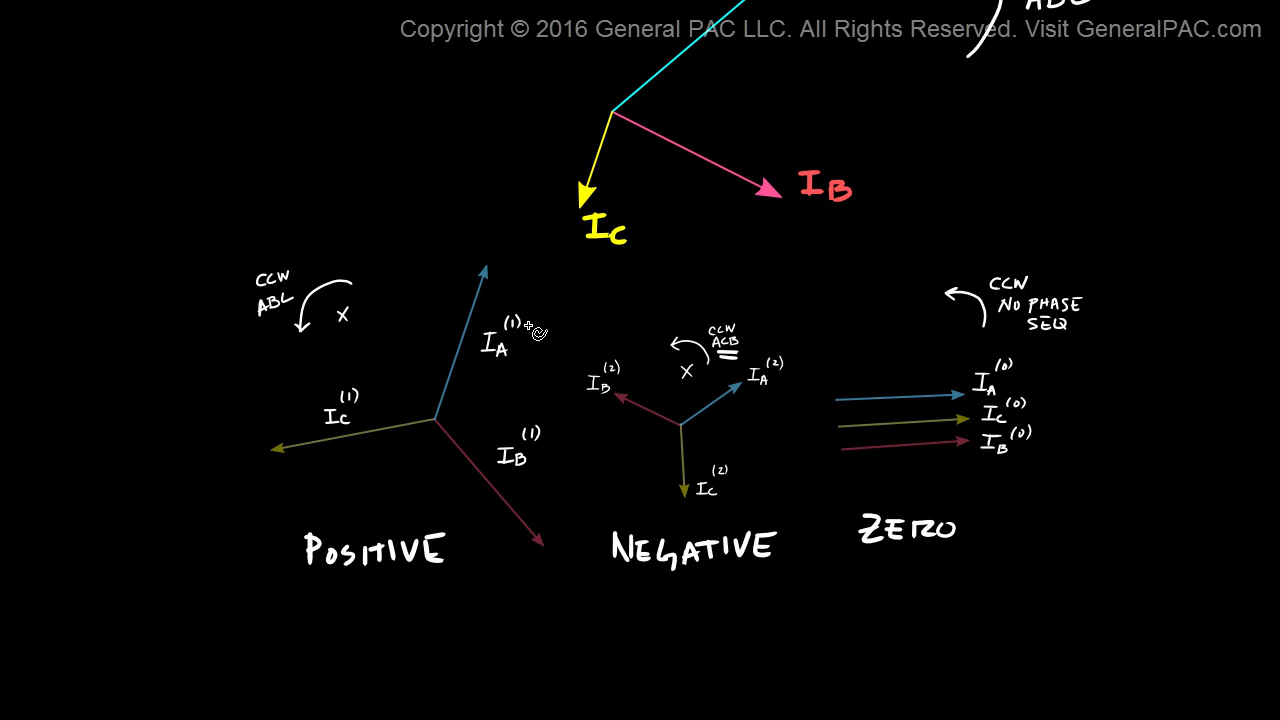 ABC
Copyright © 2016 General PAC LLC. All Rights Reserved. Visit GeneralPAC.com
IB
IC
CCW
ABC
X
IA(1)
IC(1)
IB(1)
POSITIVE
CCW
ACB
X
IB(2)
IA(2)
IC(2)
NEGATIVE
CCW
NO PHASE
SEQ
IA(0)
IC(0)
IB(0)
ZERO